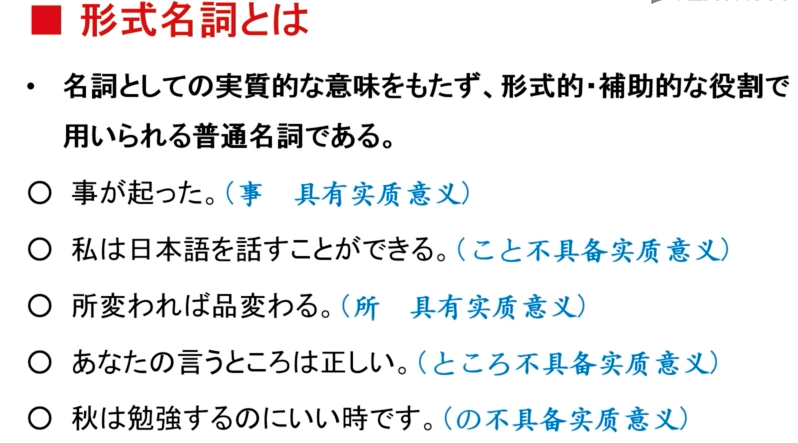 ■ 形式名詞とは
• 名詞としての実質的な意味をもたず、形式的・補助的な役割で
用いられる普通名詞である。
〇 事が起った。（事　具有实质意义）
〇 私は日本語を話すことができる。（こと不具备实质意义）
〇 所変われば品変わる。（所　具有实质意义）
〇 あなたの言うところは正しい。（ところ不具备实质意义）
〇 秋は勉強するのにいい時です。（の不具备实质意义）